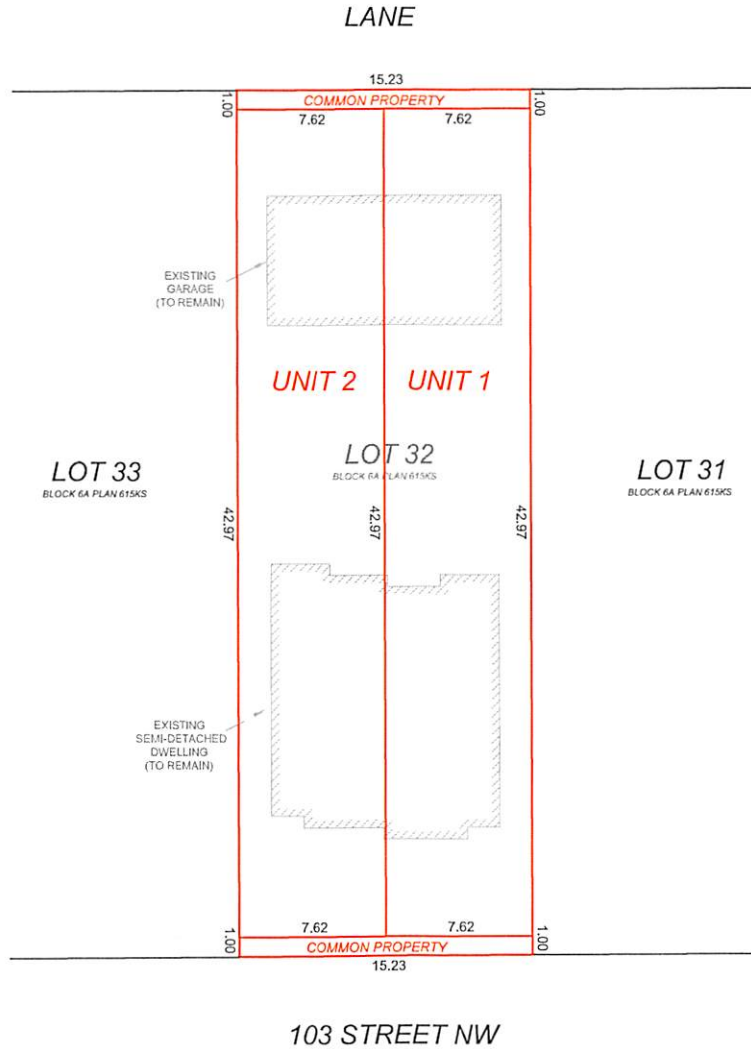 LANE
15.23
1.00
COMMON PROPERTY
1.00
7.62
7.62
EXISTING
GARAGE
(TO REMAIN)
UNIT 2
UNIT 1
LOT 33
BLOCK 6A PLAN 615KS
LOT 32
BLOCK 6A PLAN 615KS
LOT 31
BLOCK 6A PLAN 615KS
42.97
42.97
42.97
EXISTING
SEMI-DETACHED
DWELLING
(TO REMAIN)
1.00
7.62
7.62
1.00
COMMON PROPERTY
15.23
103 STREET NW